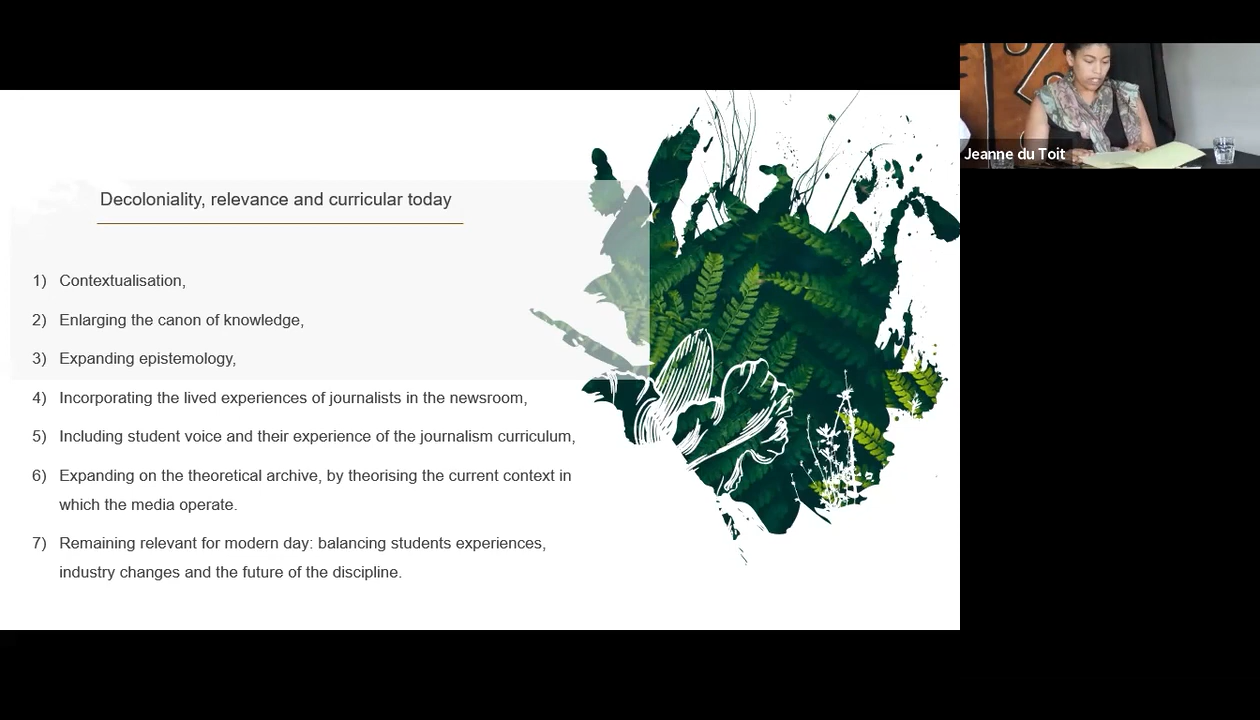 Decoloniality, relevance and curricular today
1) Contextualisation,
2) Enlarging the canon of knowledge,
3) Expanding epistemology,
4) Incorporating the lived experiences of journalists in the newsroom,
5) Including student voice and their experience of the journalism curriculum,
6) Expanding on the theoretical archive, by theorising the current context in
which the media operate.
7) Remaining relevant for modern day: balancing students experiences,
industry changes and the future of the discipline.
Jeanne du Toit